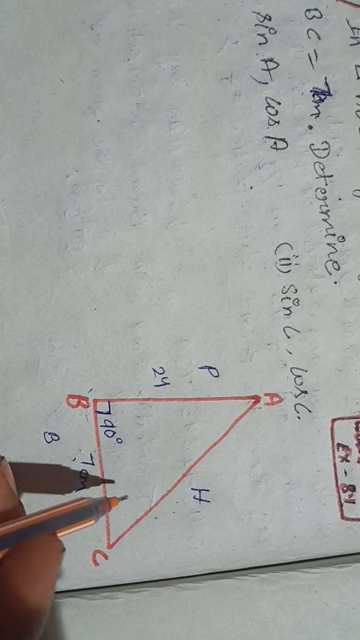 BC = 7cm. Determine.
sin A, cos A
(ii) sin C, cos C.
EX - 8.1
A
P
24
H
B
90°
7cm
B
C